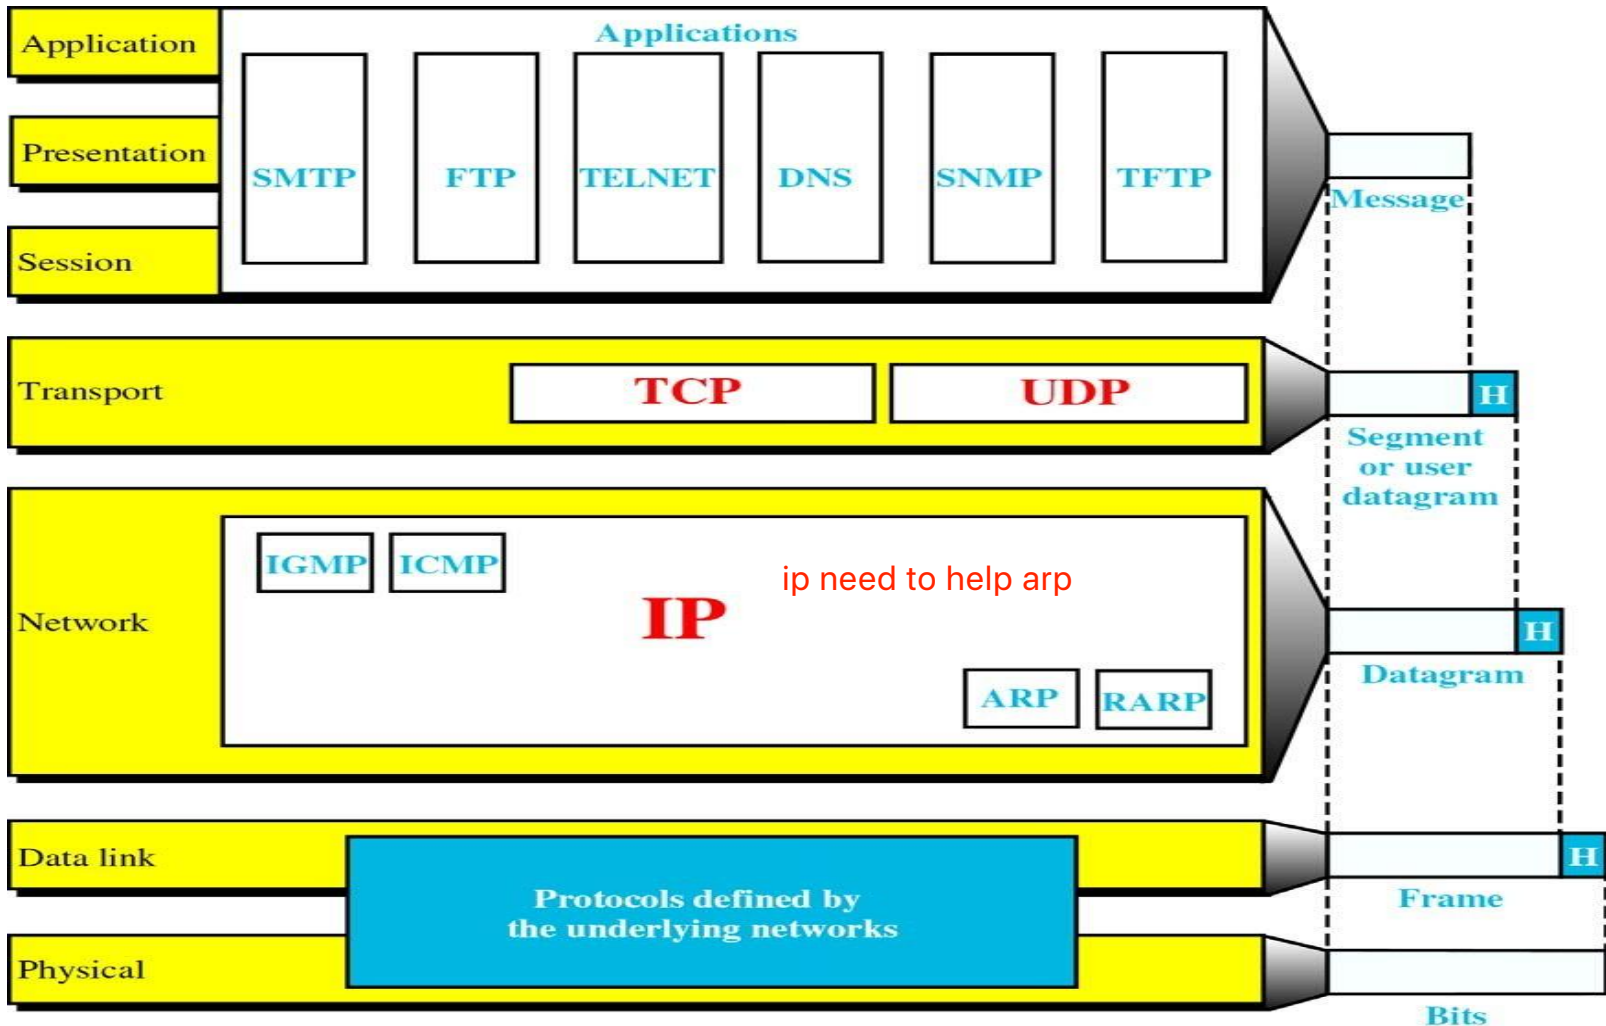 Application
Applications
Presentation
SMTP
FTP
TELNET
DNS
SNMP
TFTP
Message
Session
Transport
TCP
UDP
H
Segment
or user
datagram
IGMP
ICMP
ip need to help arp
Network
IP
H
Datagram
ARP
RARP
Data link
H
Protocols defined by
the underlying networks
Frame
Physical
Bits